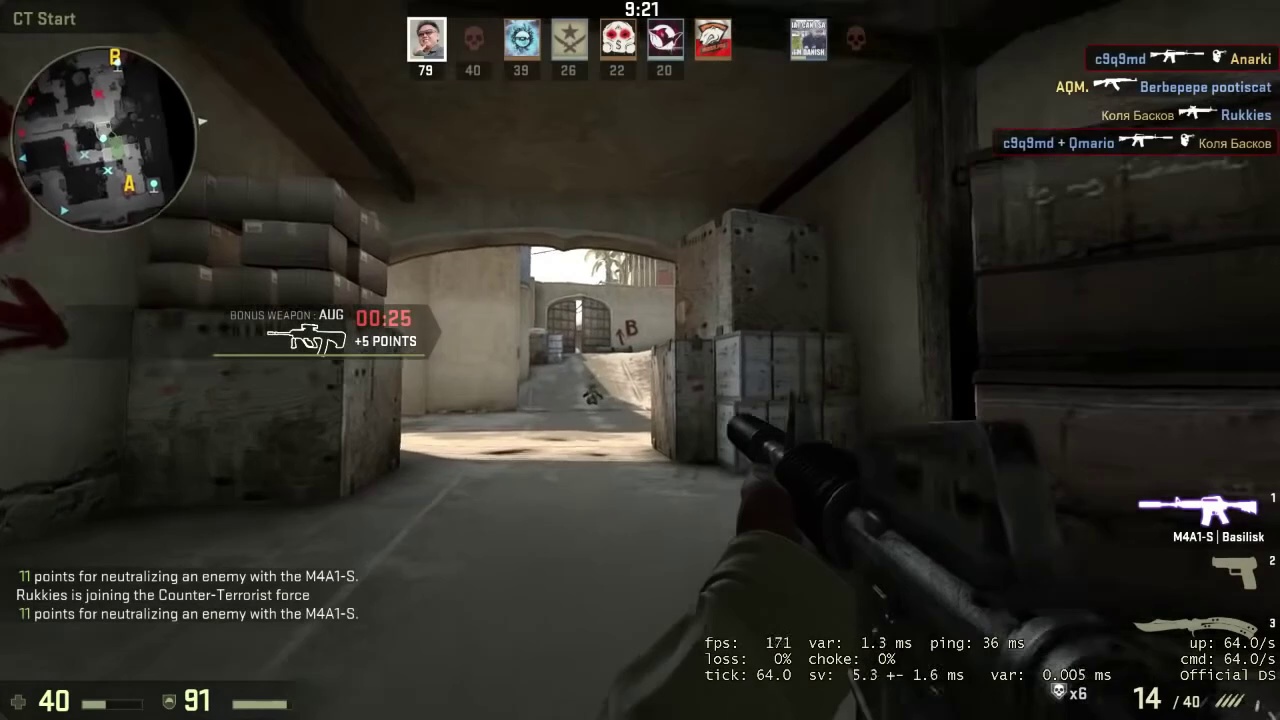 CT Start
9:21
79 40 39 26 22 20
c9q9md Anarki
AQM. Berbepepe pootiscat
Коля Басков Rukkies
c9q9md + Qmario Коля Басков
P
A
BONUS WEAPON : AUG 00:25
+5 POINTS
B
1
M4A1-S | Basilisk
2
3
11 points for neutralizing an enemy with the M4A1-S.
Rukkies is joining the Counter-Terrorist force
11 points for neutralizing an enemy with the M4A1-S.
fps: 171 var: 1.3 ms ping: 36 ms up: 64.0/s
loss: 0% choke: 0% cmd: 64.0/s
tick: 64.0 sv: 5.3 +- 1.6 ms var: 0.005 ms Official DS
40 91 x6 14 / 40